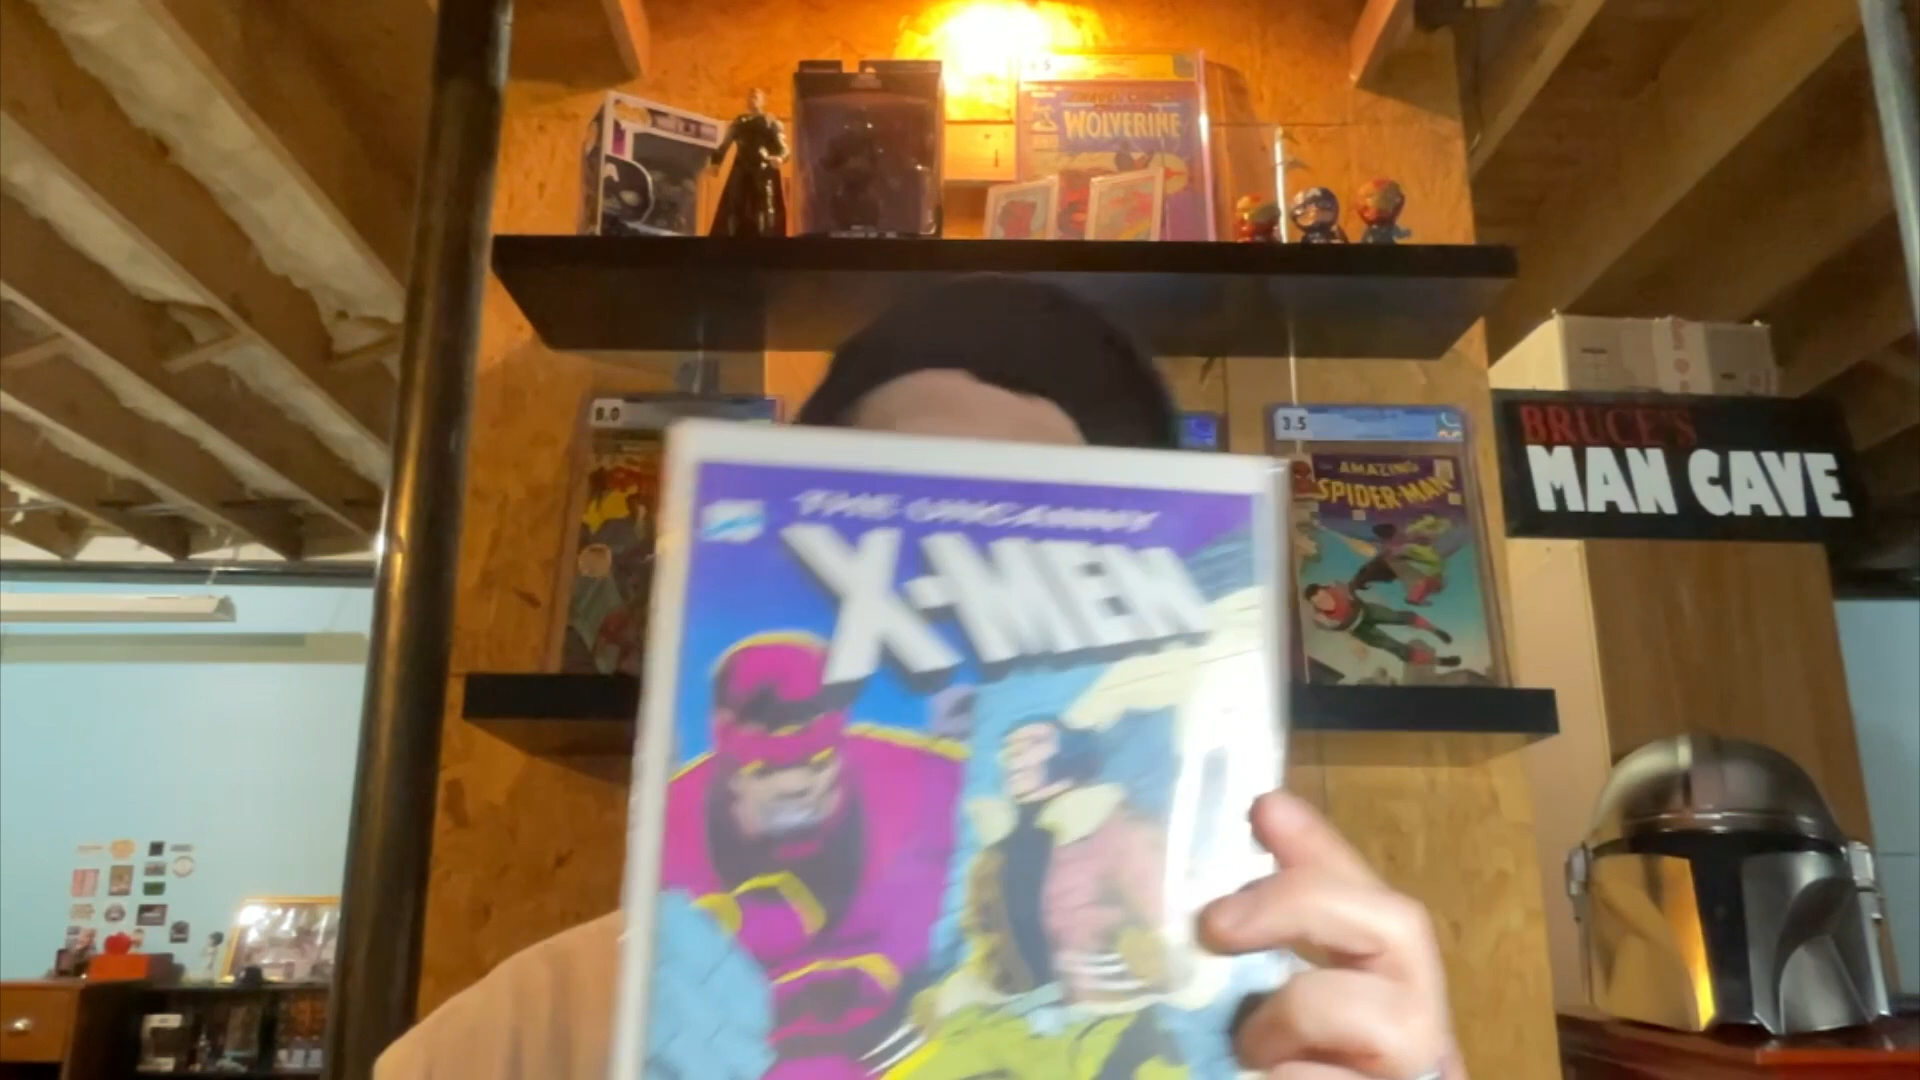 WOLVERINE
8.0
3.5
AMAZING
SPIDER-MAN
BRUCE'S
MAN CAVE
THE UNCANNY
X-MEN